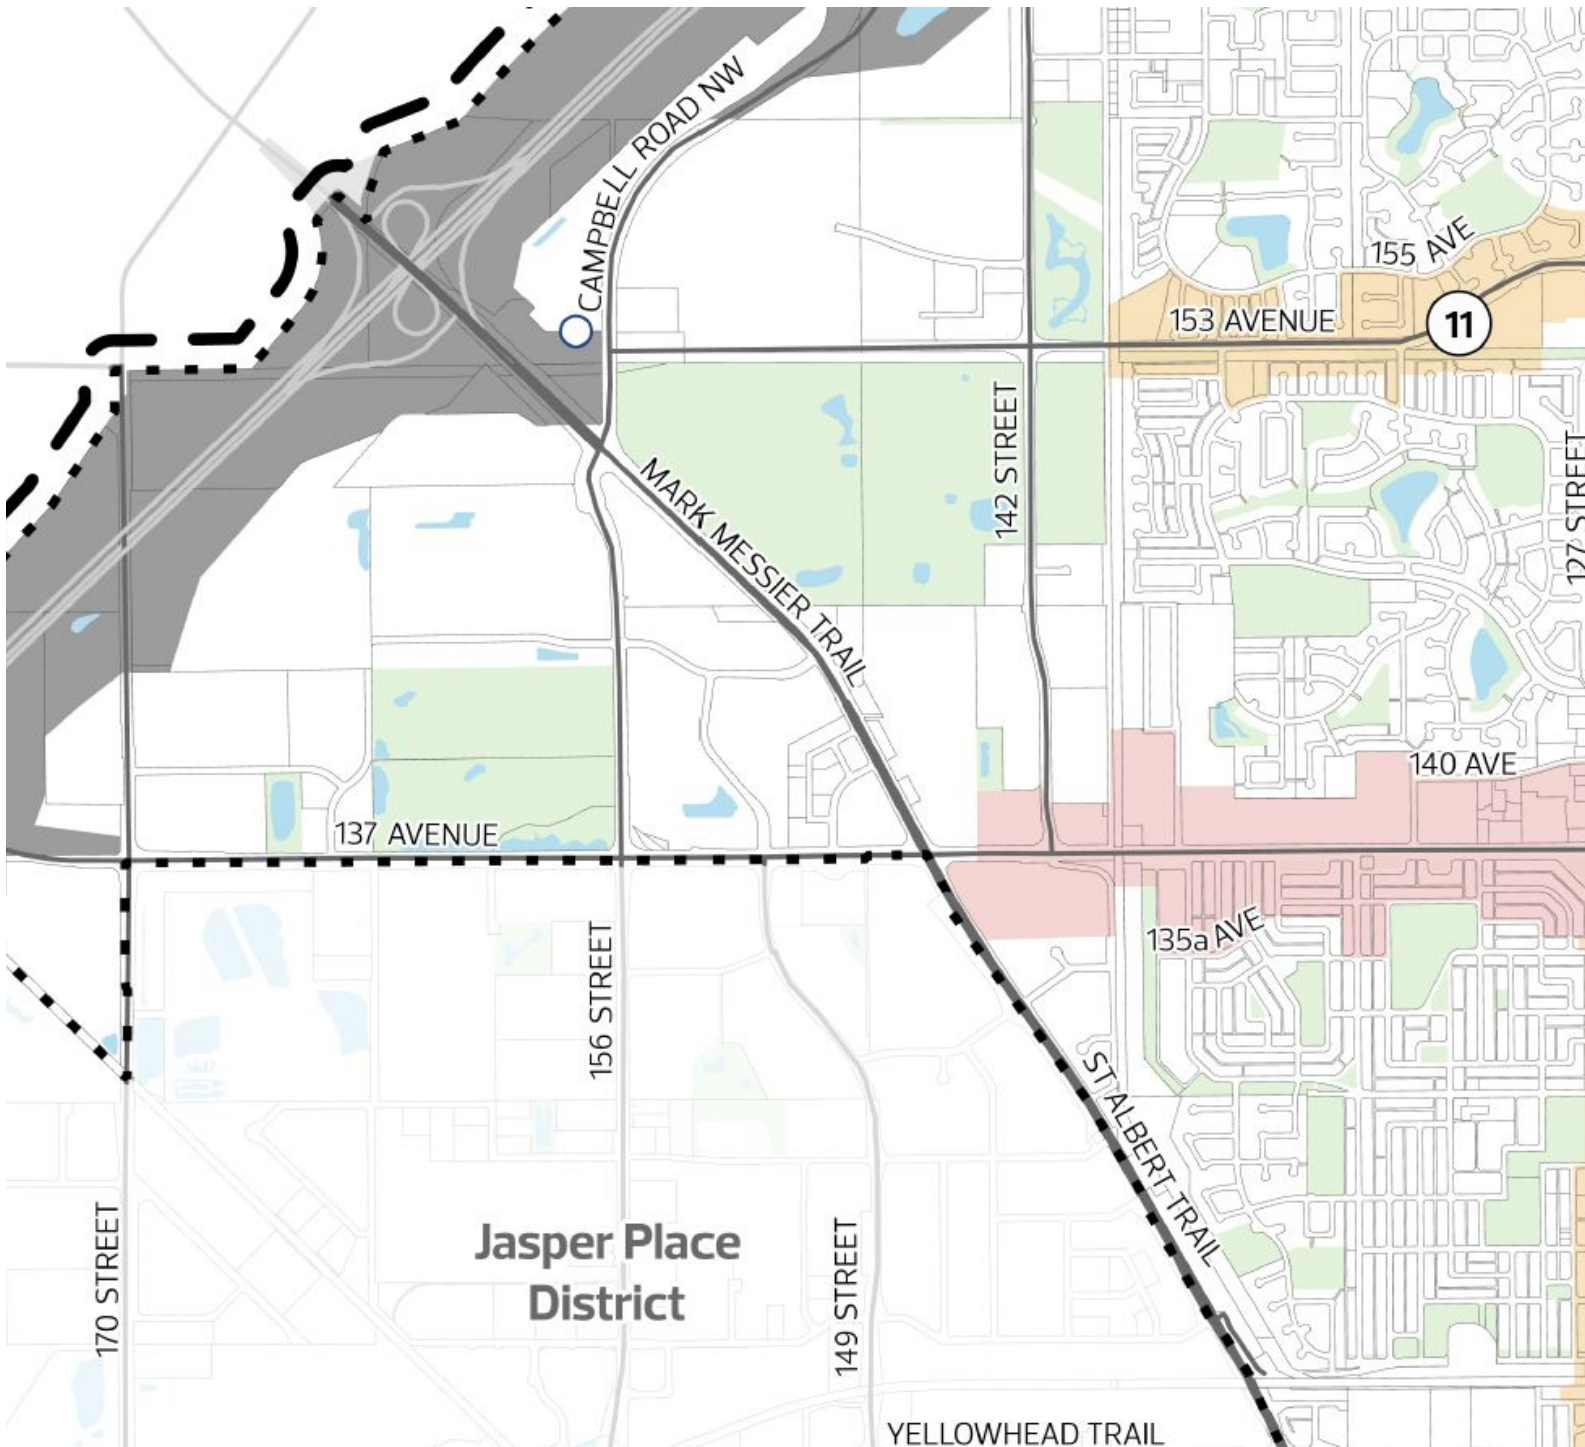 CAMPBELL ROAD NW
155 AVE
153 AVENUE
11
142 STREET
127 STREET
MARK MESSIER TRAIL
140 AVE
137 AVENUE
135a AVE
156 STREET
ST ALBERT TRAIL
170 STREET
Jasper Place
District
149 STREET
YELLOWHEAD TRAIL